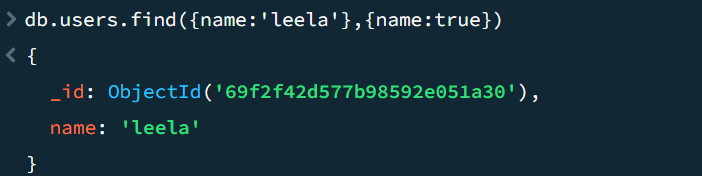 > db.users.find({name:'leela'},{name:true})
< {
_id: ObjectId('69f2f42d577b98592e051a30'),
name: 'leela'
}